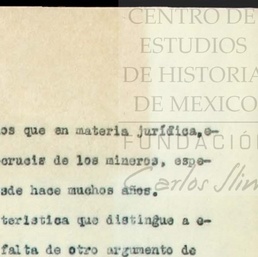 CENTRO DE
ESTUDIOS
DE HISTORIA
DE MEXICO
FUNDACIÓN
Carlos Slim
os que en materia jurífica,e-
crucis de los mineros, espe-
sde hace muchos años.
terística que distingue a e-
falta de otro argumento de